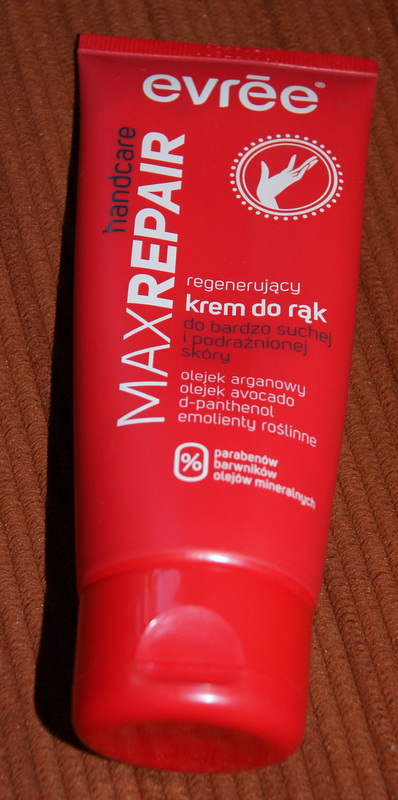 evrēe®
handcare
MAXREPAIR
regenerujący
krem do rąk
do bardzo suchej
i podrażnionej
skóry
olejek arganowy
olejek avocado
d-panthenol
emolienty roślinne
%
parabenów
barwników
olejów mineralnych